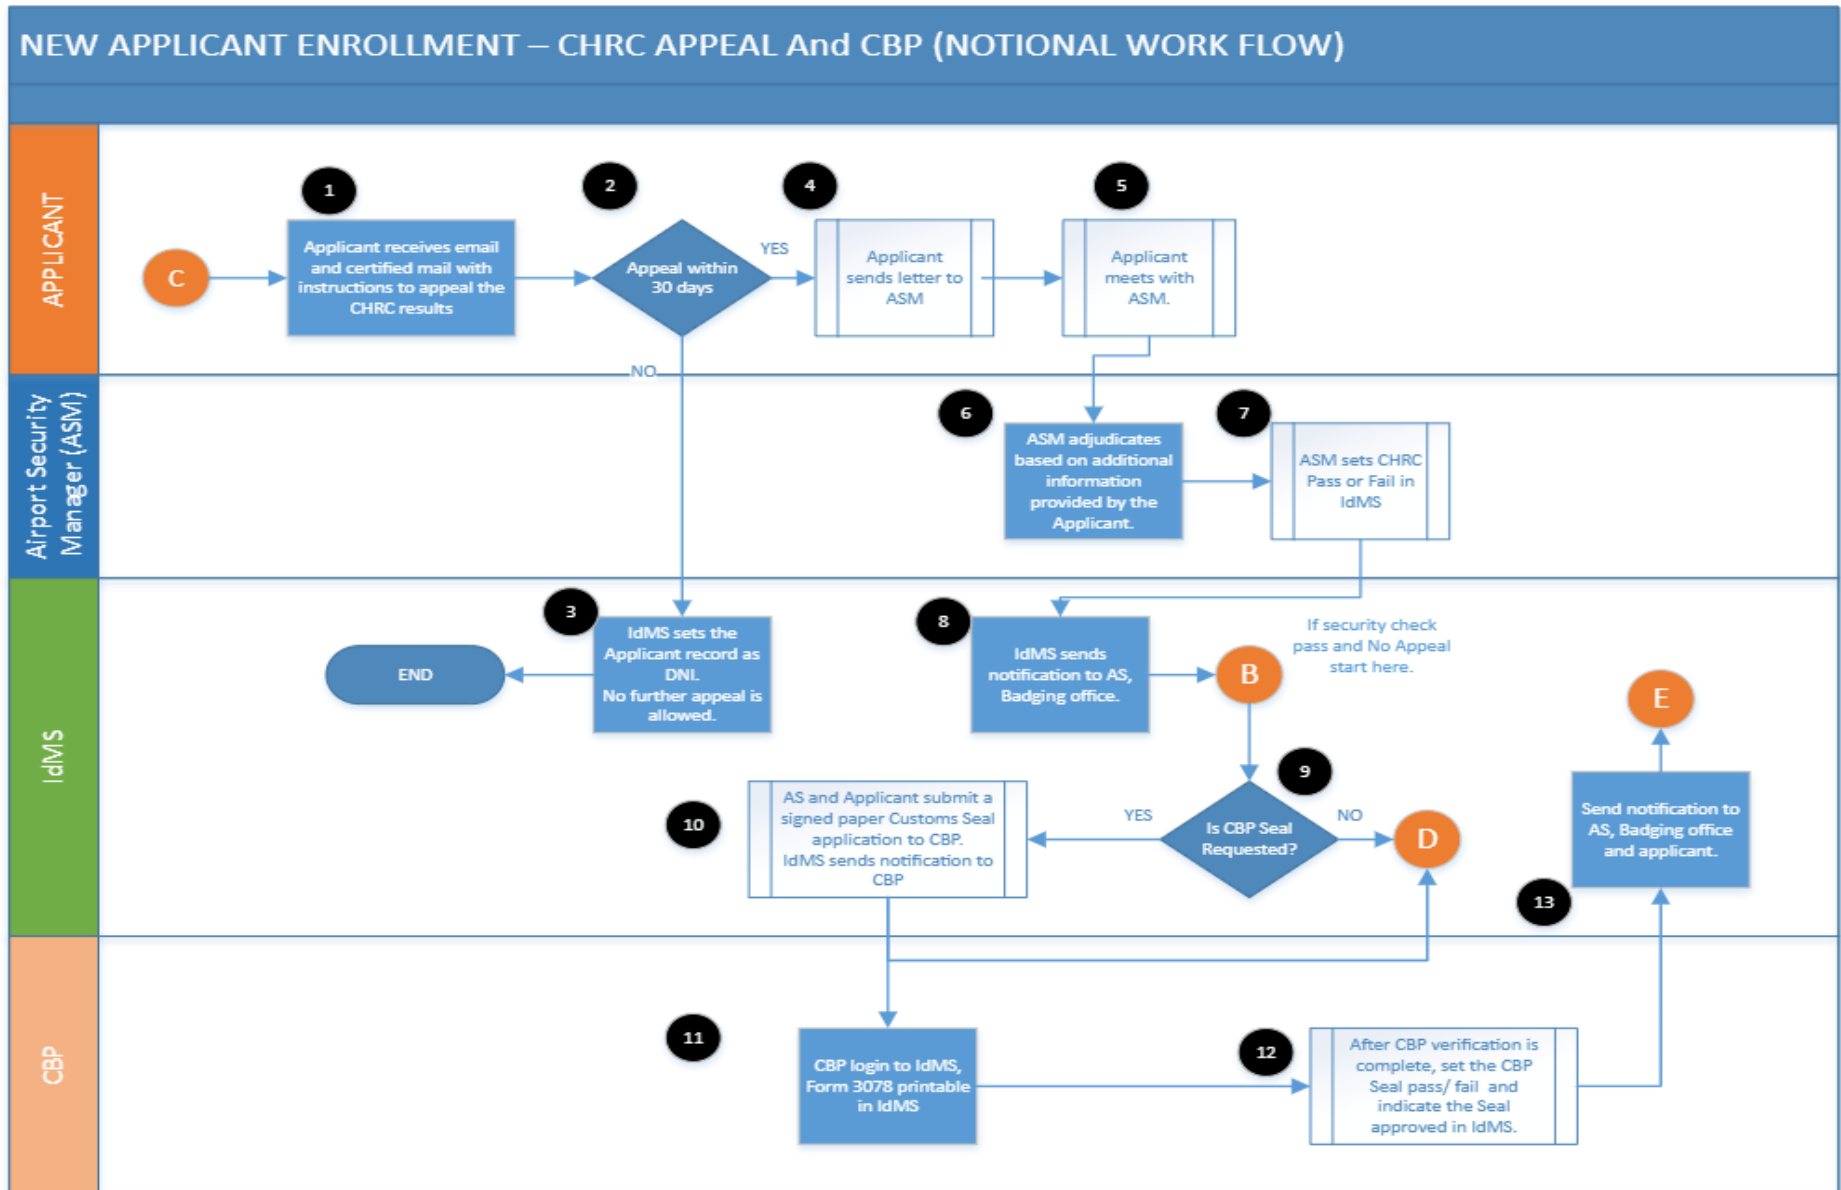 NEW APPLICANT ENROLLMENT – CHRC APPEAL And CBP (NOTIONAL WORK FLOW)
APPLICANT
C
1
Applicant receives email
and certified mail with
instructions to appeal the
CHRC results
2
Appeal within
30 days
YES
NO
4
Applicant
sends letter to
ASM
5
Applicant
meets with
ASM.
Airport Security
Manager (ASM)
6
ASM adjudicates
based on additional
information
provided by the
Applicant.
7
ASM sets CHRC
Pass or Fail in
IdMS
IdMS
END
3
IdMS sets the
Applicant record as
DNI.
No further appeal is
allowed.
8
IdMS sends
notification to AS,
Badging office.
B
If security check
pass and No Appeal
start here.
E
9
Is CBP Seal
Requested?
YES
NO
D
10
AS and Applicant submit a
signed paper Customs Seal
application to CBP.
IdMS sends notification to
CBP
Send notification to
AS, Badging office
and applicant.
13
CBP
11
CBP login to IdMS,
Form 3078 printable
in IdMS
12
After CBP verification is
complete, set the CBP
Seal pass/ fail and
indicate the Seal
approved in IdMS.